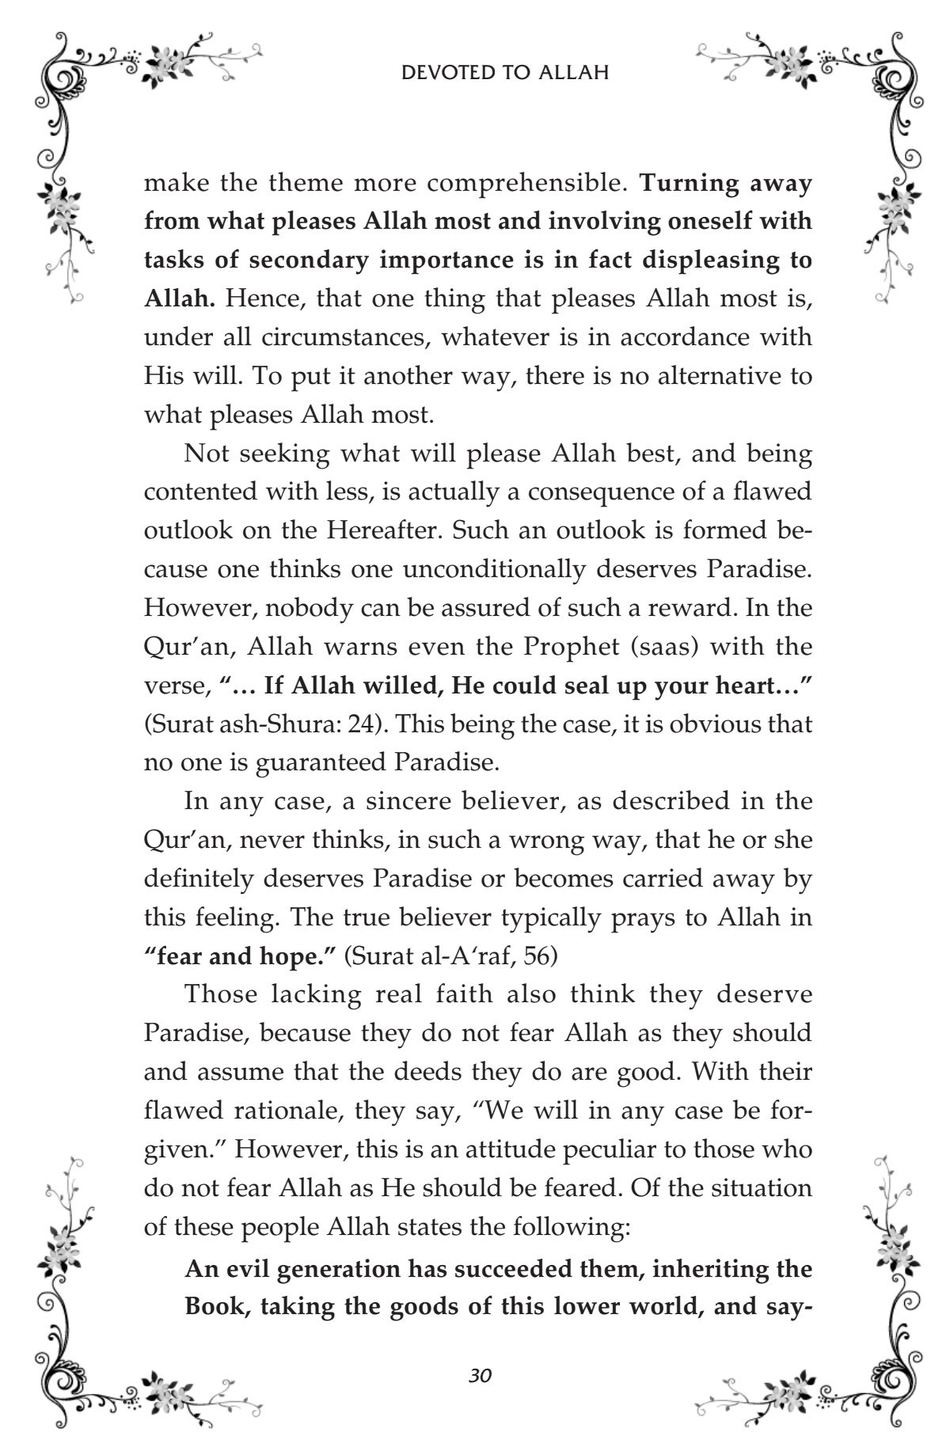 DEVOTED TO ALLAH
make the theme more comprehensible. Turning away
from what pleases Allah most and involving oneself with
tasks of secondary importance is in fact displeasing to
Allah. Hence, that one thing that pleases Allah most is,
under all circumstances, whatever is in accordance with
His will. To put it another way, there is no alternative to
what pleases Allah most.
Not seeking what will please Allah best, and being
contented with less, is actually a consequence of a flawed
outlook on the Hereafter. Such an outlook is formed be-
cause one thinks one unconditionally deserves Paradise.
However, nobody can be assured of such a reward. In the
Qur’an, Allah warns even the Prophet (saas) with the
verse, “… If Allah willed, He could seal up your heart…”
(Surat ash-Shura: 24). This being the case, it is obvious that
no one is guaranteed Paradise.
In any case, a sincere believer, as described in the
Qur’an, never thinks, in such a wrong way, that he or she
definitely deserves Paradise or becomes carried away by
this feeling. The true believer typically prays to Allah in
“fear and hope.” (Surat al-A‘raf, 56)
Those lacking real faith also think they deserve
Paradise, because they do not fear Allah as they should
and assume that the deeds they do are good. With their
flawed rationale, they say, “We will in any case be for-
given.” However, this is an attitude peculiar to those who
do not fear Allah as He should be feared. Of the situation
of these people Allah states the following:
An evil generation has succeeded them, inheriting the
Book, taking the goods of this lower world, and say-
30